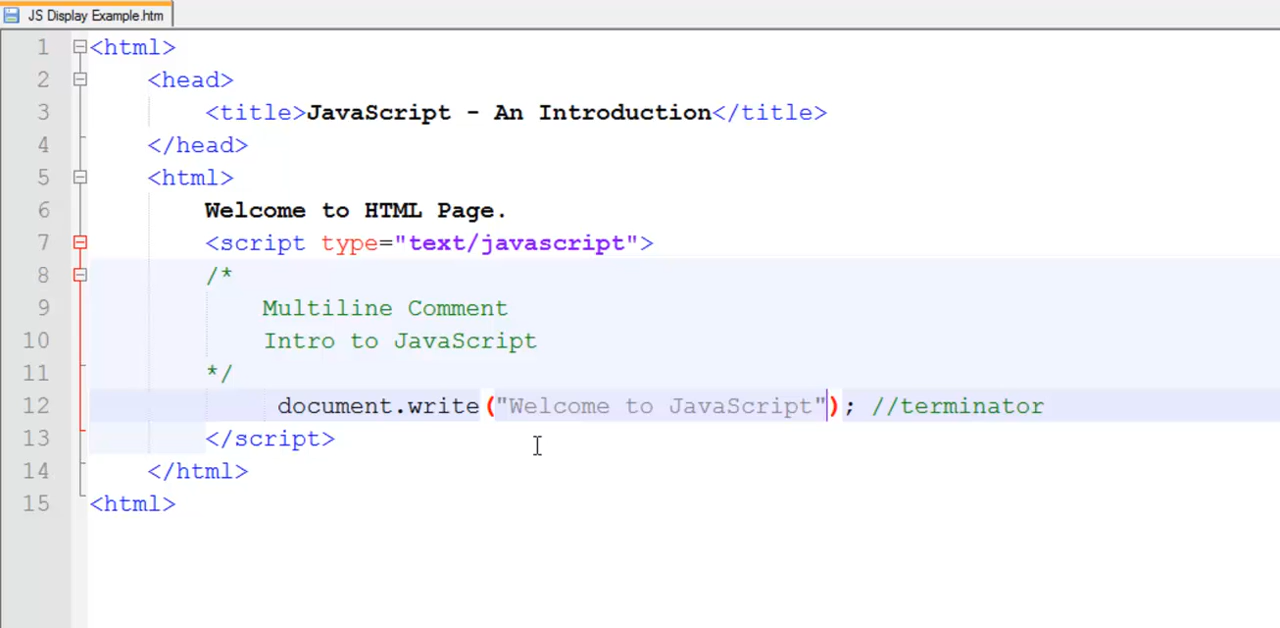 JS Display Example.htm
1 <html>
2 <head>
3 <title>JavaScript - An Introduction</title>
4 </head>
5 <html>
6 Welcome to HTML Page.
7 <script type="text/javascript">
8 /*
9 Multiline Comment
10 Intro to JavaScript
11 */
12 document.write("Welcome to JavaScript"); //terminator
13 </script>
14 </html>
15 <html>